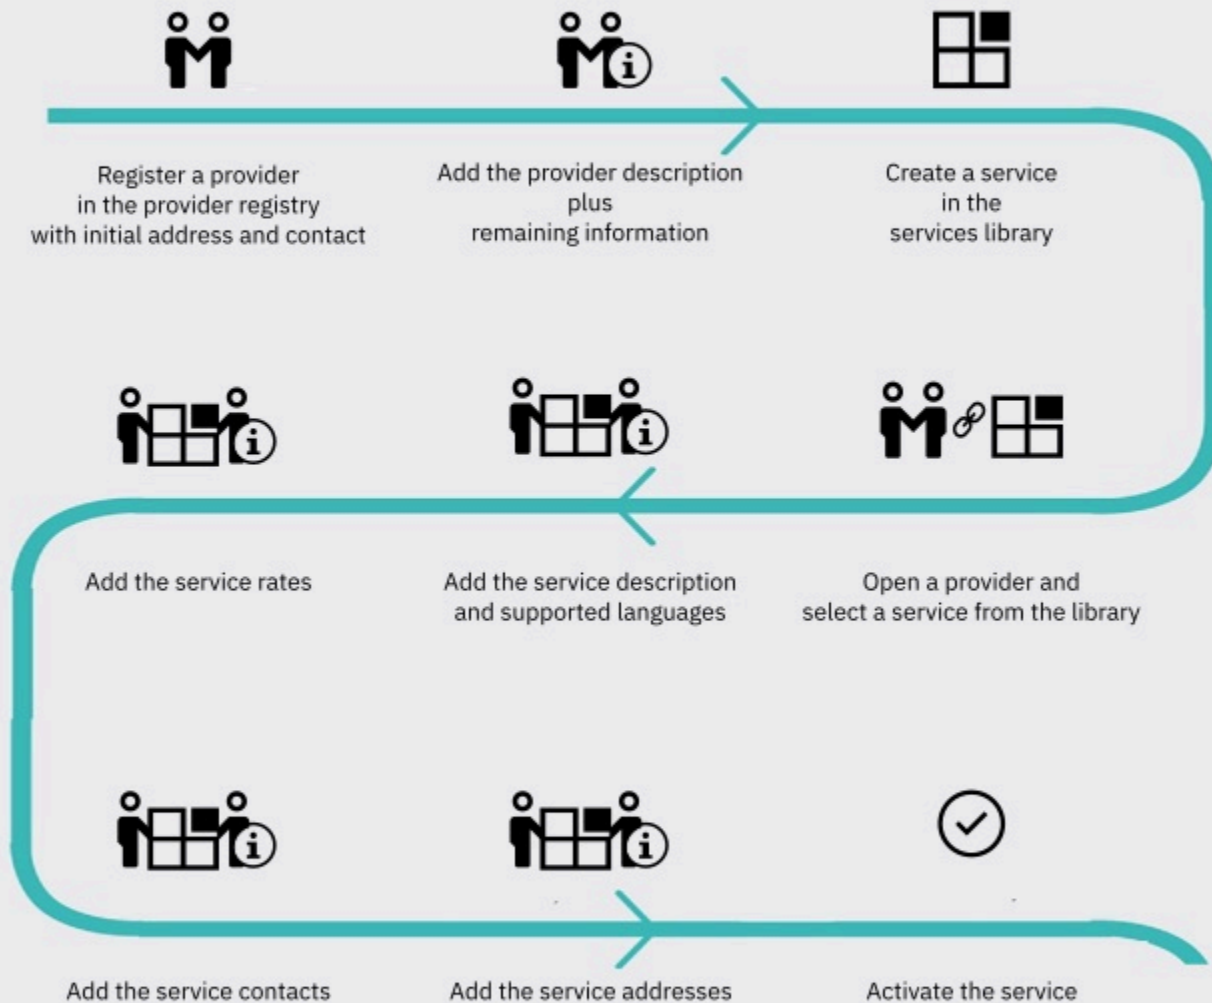 Register a provider
in the provider registry
with initial address and contact
Add the provider description
plus
remaining information
Create a service
in the
services library
Open a provider and
select a service from the library
Add the service description
and supported languages
Add the service rates
Add the service contacts
Add the service addresses
Activate the service